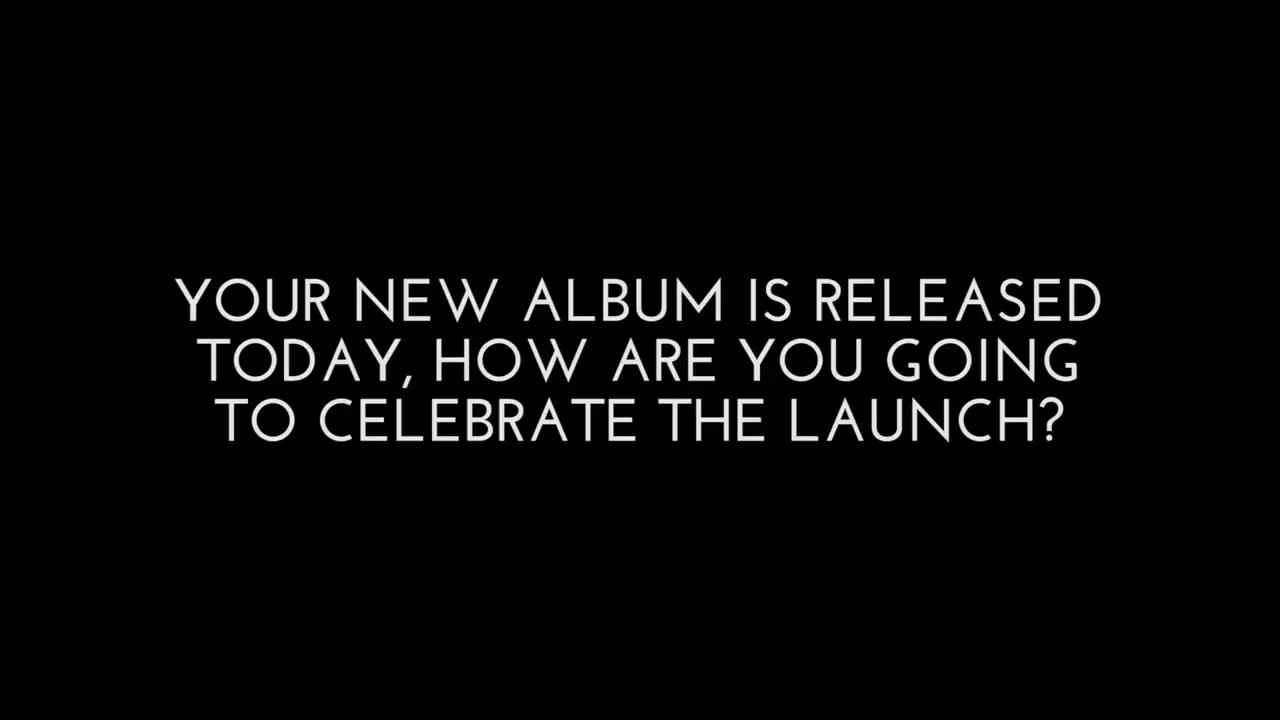 YOUR NEW ALBUM IS RELEASED
TODAY, HOW ARE YOU GOING
TO CELEBRATE THE LAUNCH?